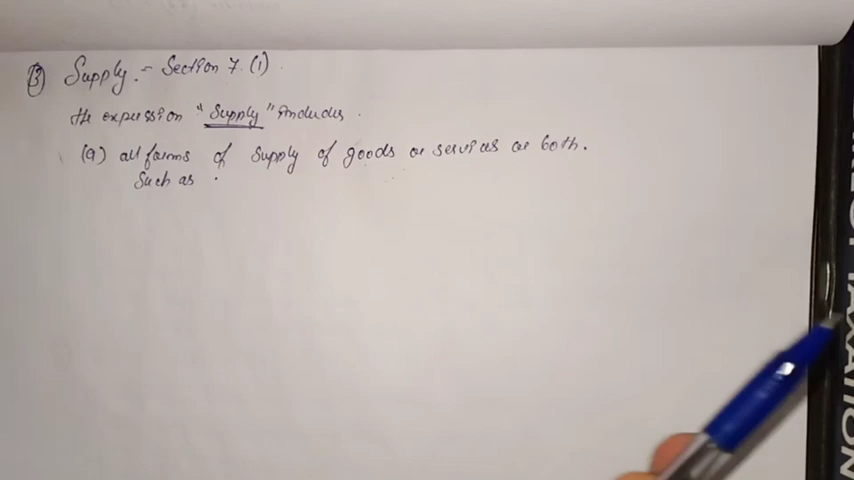 B) Supply :- Section 7 (1).
the expression "Supply" includes.
(a) all forms of supply of goods or services or both.
Such as
TAXATION